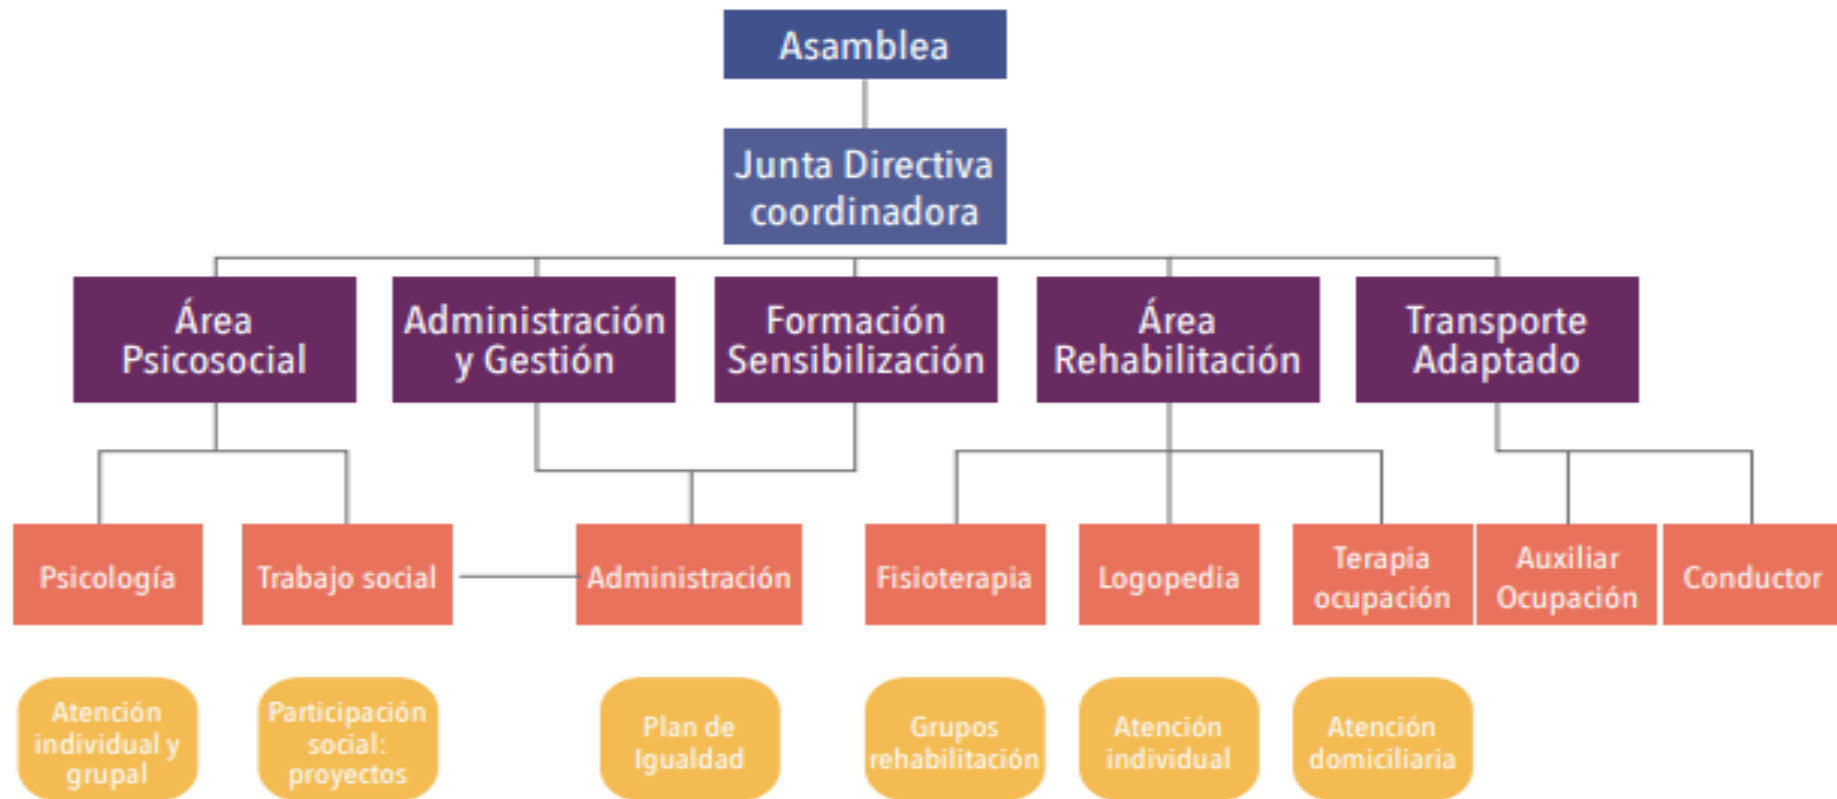 Asamblea
Junta Directiva
coordinadora
Área
Psicosocial
Administración
y Gestión
Formación
Sensibilización
Área
Rehabilitación
Transporte
Adaptado
Psicología
Trabajo social
Administración
Fisioterapia
Logopedia
Terapia
ocupación
Auxiliar
Ocupación
Conductor
Atención
individual y
grupal
Participación
social:
proyectos
Plan de
Igualdad
Grupos
rehabilitación
Atención
individual
Atención
domiciliaria